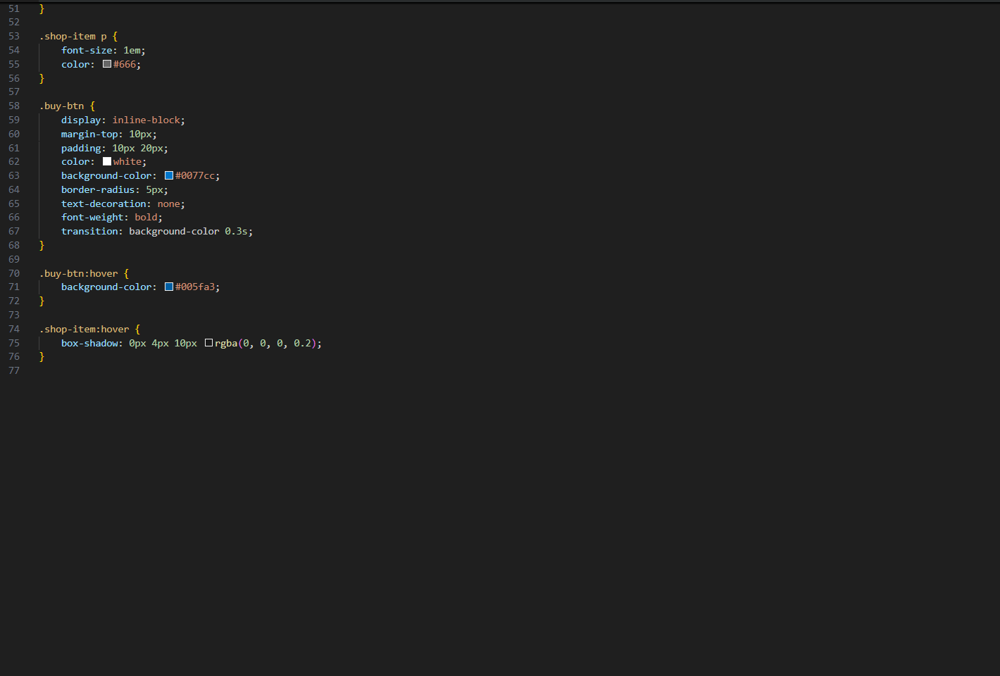 51 }
52
53 .shop-item p {
54     font-size: 1em;
55     color: #666;
56 }
57
58 .buy-btn {
59     display: inline-block;
60     margin-top: 10px;
61     padding: 10px 20px;
62     color: white;
63     background-color: #0077cc;
64     border-radius: 5px;
65     text-decoration: none;
66     font-weight: bold;
67     transition: background-color 0.3s;
68 }
69
70 .buy-btn:hover {
71     background-color: #005fa3;
72 }
73
74 .shop-item:hover {
75     box-shadow: 0px 4px 10px rgba(0, 0, 0, 0.2);
76 }
77